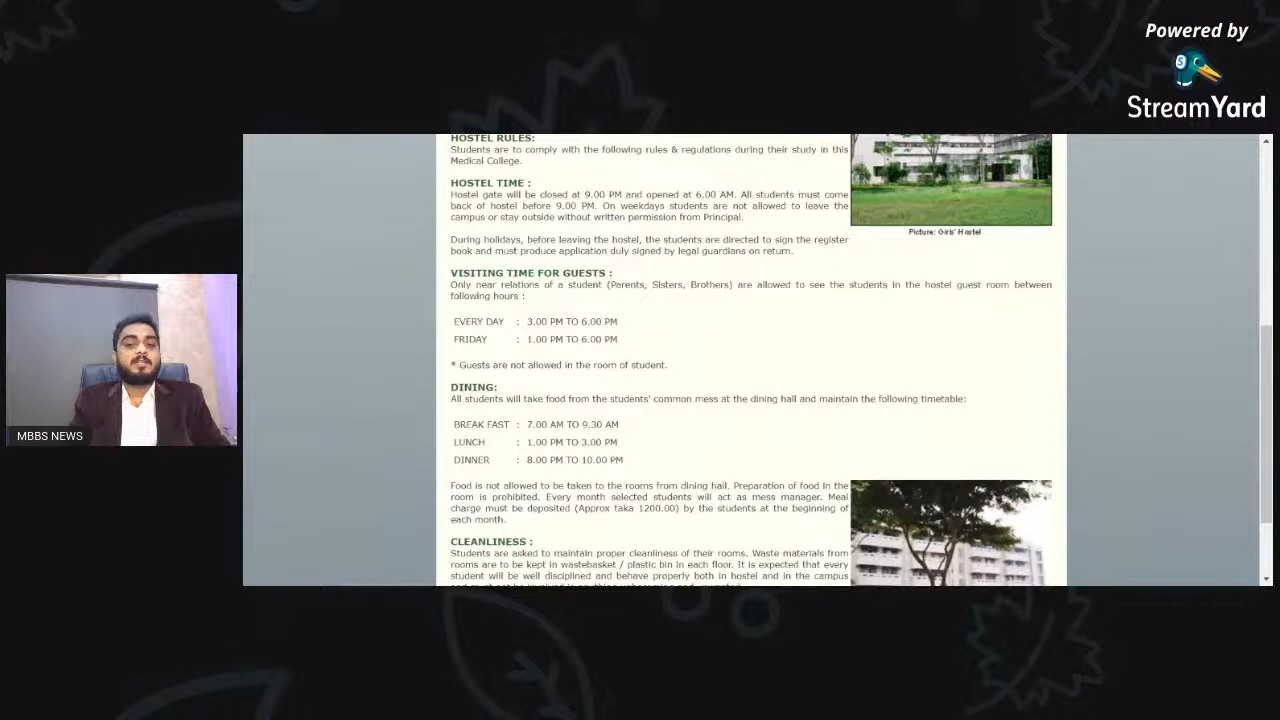 Powered by
StreamYard
HOSTEL RULES:
Students are to comply with the following rules & regulations during their study in this
Medical College.
HOSTEL TIME :
Hostel gate will be closed at 9.00 PM and opened at 6.00 AM. All students must come
back of hostel before 9.00 PM. On weekdays students are not allowed to leave the
campus or stay outside without written permission from Principal.
Picture: Girls' Hostel
During holidays, before leaving the hostel, the students are directed to sign the register
book and must produce application duly signed by legal guardians on return.
VISITING TIME FOR GUESTS :
Only near relations of a student (Parents, Sisters, Brothers) are allowed to see the students in the hostel guest room between
following hours :
EVERY DAY : 3.00 PM TO 6.00 PM
FRIDAY : 1.00 PM TO 6.00 PM
* Guests are not allowed in the room of student.
DINING:
All students will take food from the students' common mess at the dining hall and maintain the following timetable:
BREAK FAST : 7.00 AM TO 9.30 AM
LUNCH : 1.00 PM TO 3.00 PM
DINNER : 8.00 PM TO 10.00 PM
Food is not allowed to be taken to the rooms from dining hall. Preparation of food in the
room is prohibited. Every month selected students will act as mess manager. Meal
charge must be deposited (Approx taka 1200.00) by the students at the beginning of
each month.
CLEANLINESS :
Students are asked to maintain proper cleanliness of their rooms. Waste materials from
rooms are to be kept in wastebasket / plastic bin in each floor. It is expected that every
student will be well disciplined and behave properly both in hostel and in the campus
MBBS NEWS